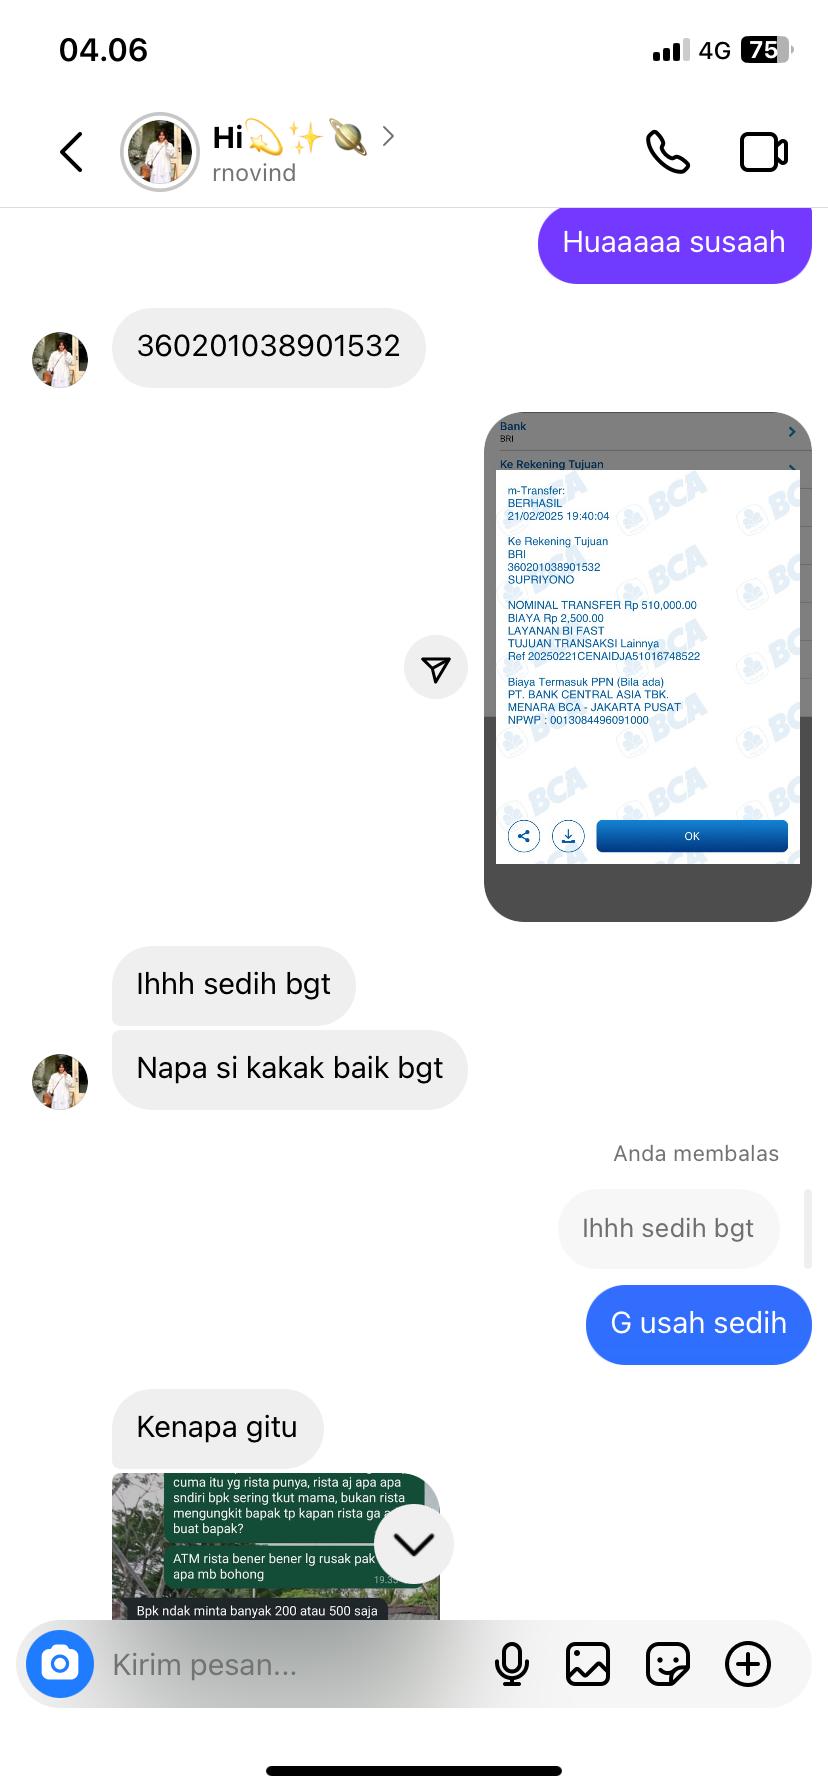 04.06
4G 75
Hi💫✨🪐
rnovind
Huaaaaa susaah
360201038901532
Bank
BRI
Ke Rekening Tujuan
m-Transfer:
BERHASIL
21/02/2025 19:40:04
Ke Rekening Tujuan
BRI
360201038901532
SUPRIYONO
NOMINAL TRANSFER Rp 510,000.00
BIAYA Rp 2,500.00
LAYANAN BI FAST
TUJUAN TRANSAKSI Lainnya
Ref 20250221CENAIDJA51016748522
Biaya Termasuk PPN (Bila ada)
PT. BANK CENTRAL ASIA TBK.
MENARA BCA - JAKARTA PUSAT
NPWP : 0013084496091000
OK
Ihhh sedih bgt
Napa si kakak baik bgt
Anda membalas
Ihhh sedih bgt
G usah sedih
Kenapa gitu
cuma itu yg rista punya, rista aj apa apa
sndiri bpk sering tkut mama, bukan rista
mengungkit bapak tp kapan rista ga
buat bapak?
ATM rista bener bener lg rusak pak
apa mb bohong
Bpk ndak minta banyak 200 atau 500 saja
Kirim pesan...